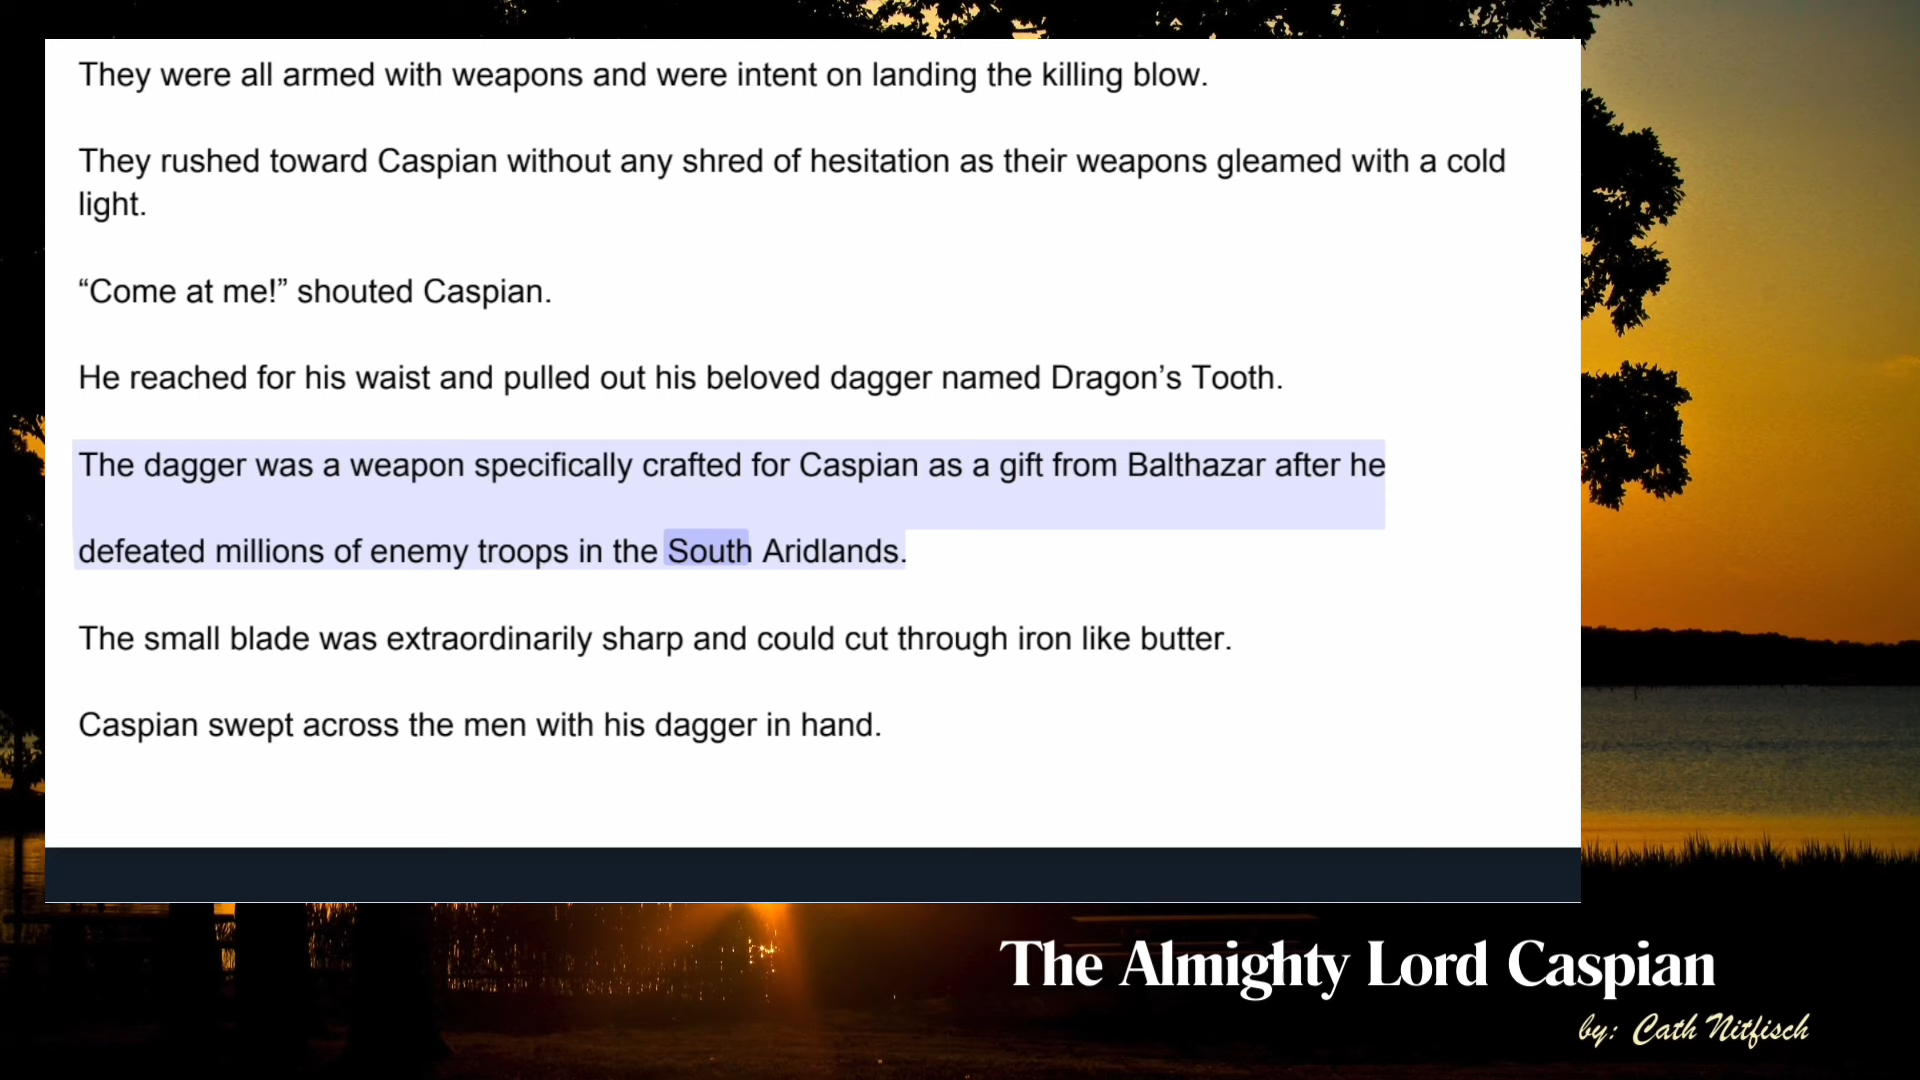 They were all armed with weapons and were intent on landing the killing blow.
They rushed toward Caspian without any shred of hesitation as their weapons gleamed with a cold
light.
“Come at me!” shouted Caspian.
He reached for his waist and pulled out his beloved dagger named Dragon’s Tooth.
The dagger was a weapon specifically crafted for Caspian as a gift from Balthazar after he
defeated millions of enemy troops in the South Aridlands.
The small blade was extraordinarily sharp and could cut through iron like butter.
Caspian swept across the men with his dagger in hand.
The Almighty Lord Caspian
by: Cath Nitfisch